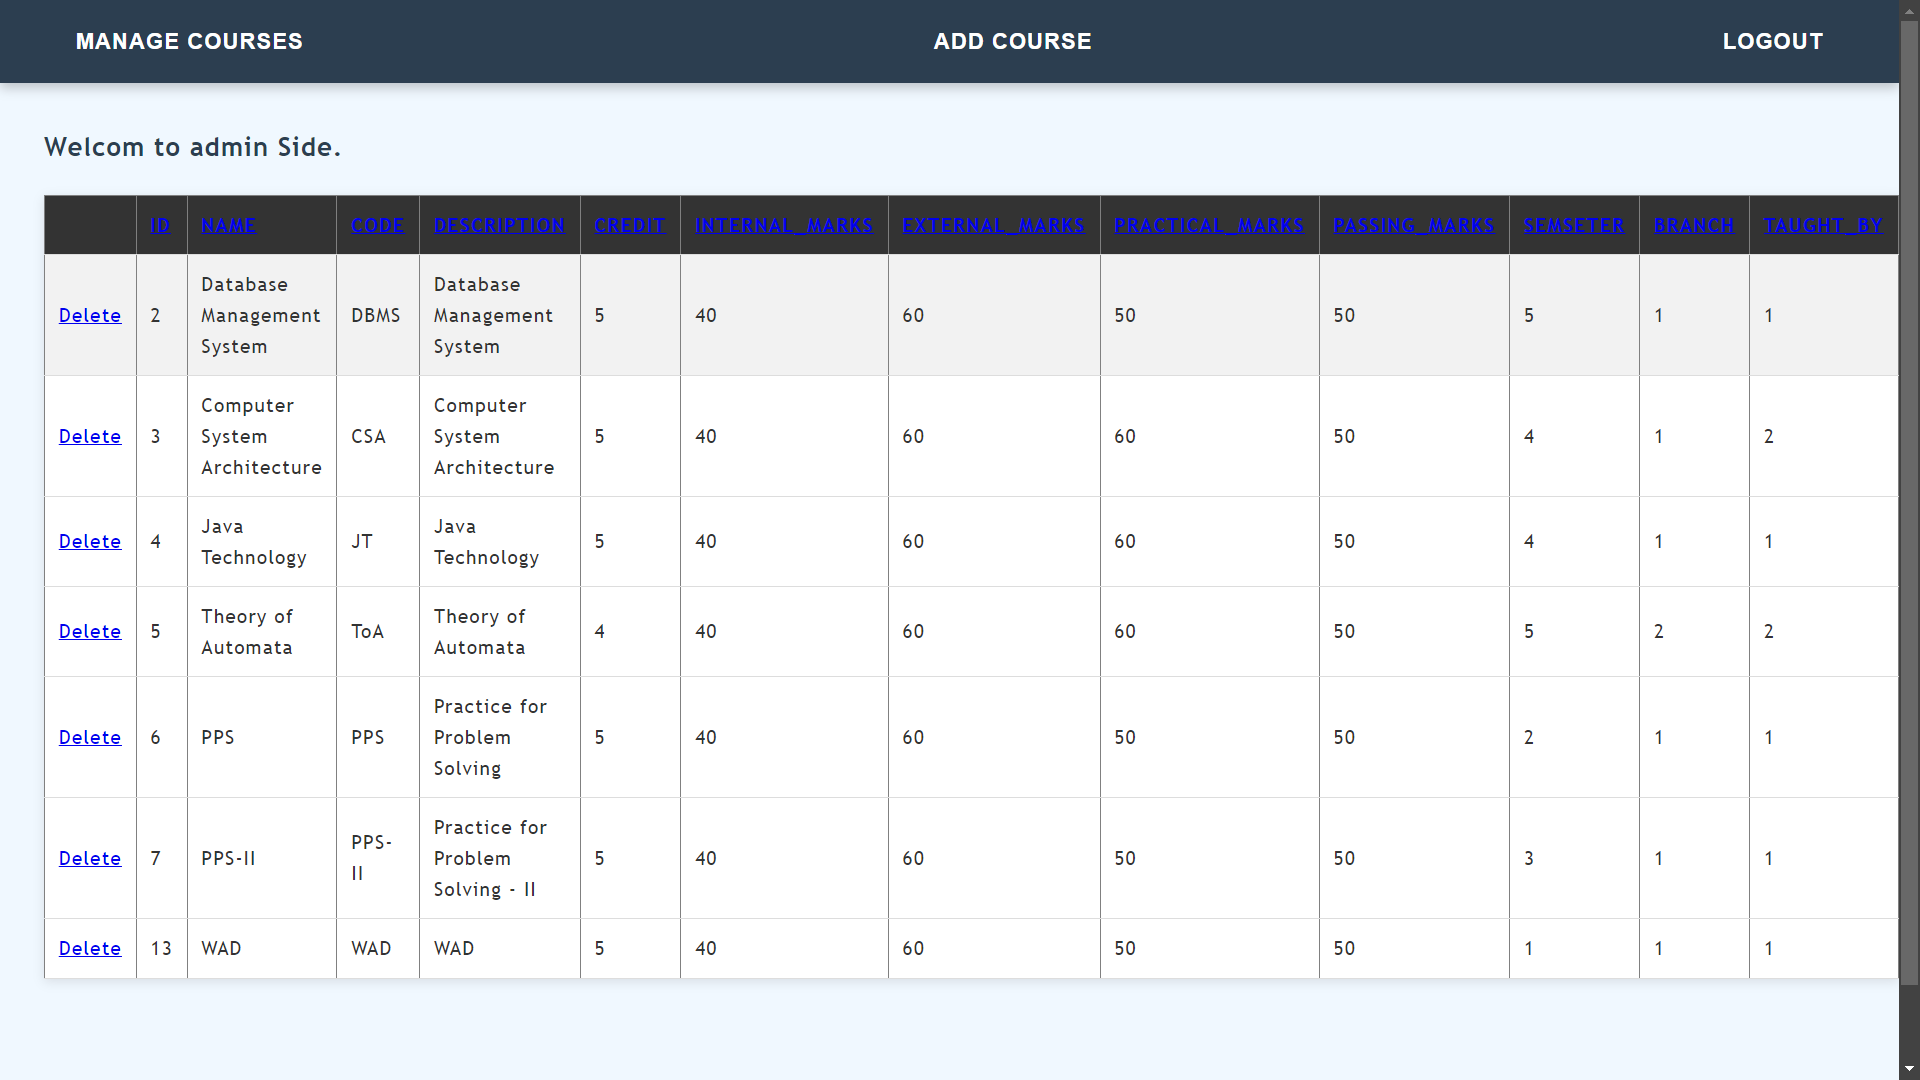 MANAGE COURSES ADD COURSE LOGOUT
Welcom to admin Side.
ID NAME CODE DESCRIPTION CREDIT INTERNAL_MARKS EXTERNAL_MARKS PRACTICAL_MARKS PASSING_MARKS SEMSETER BRANCH TAUGHT_BY
Delete 2 Database Management System DBMS Database Management System 5 40 60 50 50 5 1 1
Delete 3 Computer System Architecture CSA Computer System Architecture 5 40 60 60 50 4 1 2
Delete 4 Java Technology JT Java Technology 5 40 60 60 50 4 1 1
Delete 5 Theory of Automata ToA Theory of Automata 4 40 60 60 50 5 2 2
Delete 6 PPS PPS Practice for Problem Solving 5 40 60 50 50 2 1 1
Delete 7 PPS-II PPS-II Practice for Problem Solving - II 5 40 60 50 50 3 1 1
Delete 13 WAD WAD WAD 5 40 60 50 50 1 1 1